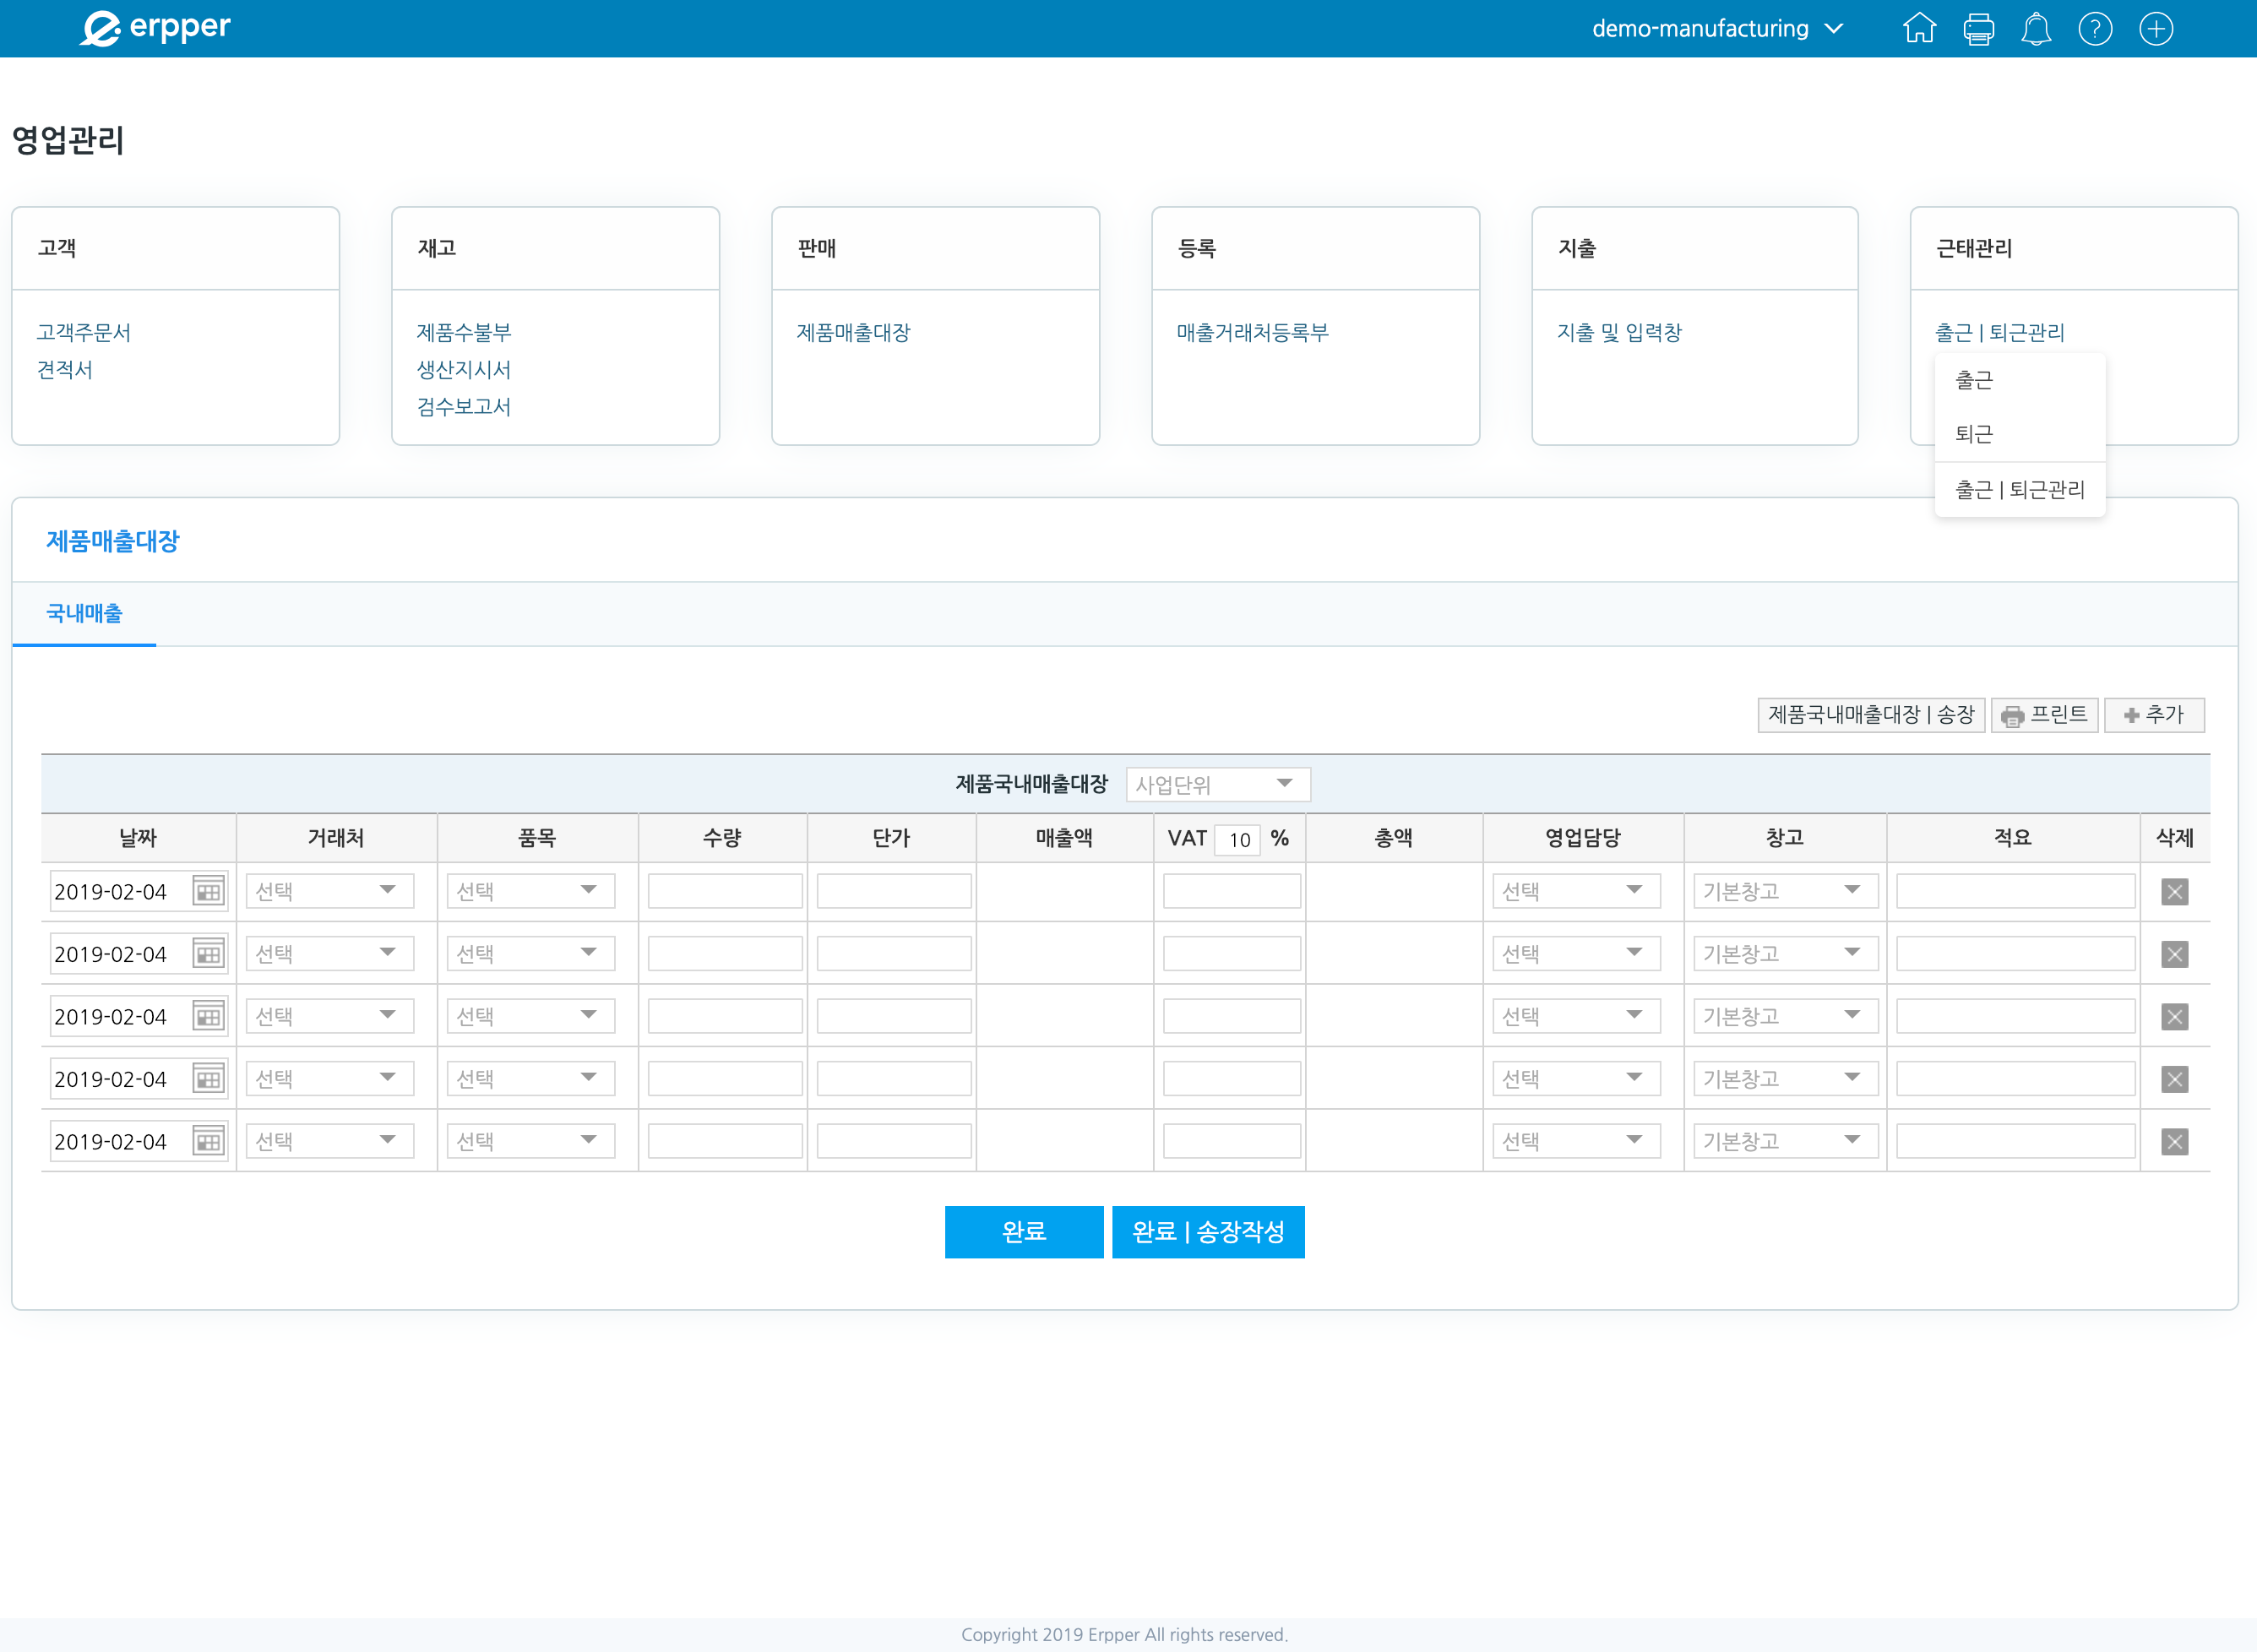 erpper
demo-manufacturing
영업관리
고객
고객주문서
견적서
재고
제품수불부
생산지시서
검수보고서
판매
제품매출대장
등록
매출거래처등록부
지출
지출 및 입력창
근태관리
출근 | 퇴근관리
출근
퇴근
출근 | 퇴근관리
제품매출대장
국내매출
제품국내매출대장 | 송장 프린트 추가
제품국내매출대장 사업단위
날짜 거래처 품목 수량 단가 매출액 VAT 10 % 총액 영업담당 창고 적요 삭제
2019-02-04 선택 선택 선택 기본창고
2019-02-04 선택 선택 선택 기본창고
2019-02-04 선택 선택 선택 기본창고
2019-02-04 선택 선택 선택 기본창고
2019-02-04 선택 선택 선택 기본창고
완료 완료 | 송장작성
Copyright 2019 Erpper All rights reserved.